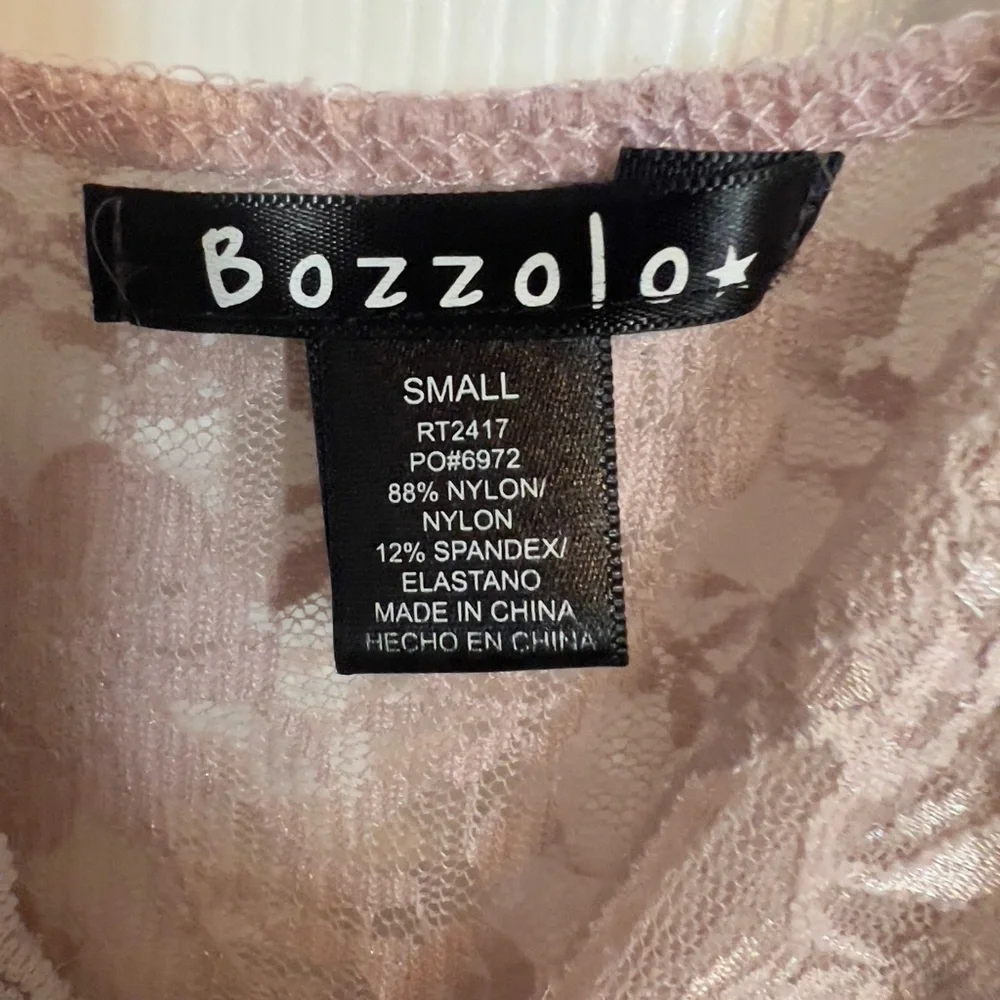 Bozzolo★
SMALL
RT2417
PO#6972
88% NYLON/
NYLON
12% SPANDEX/
ELASTANO
MADE IN CHINA
HECHO EN CHINA